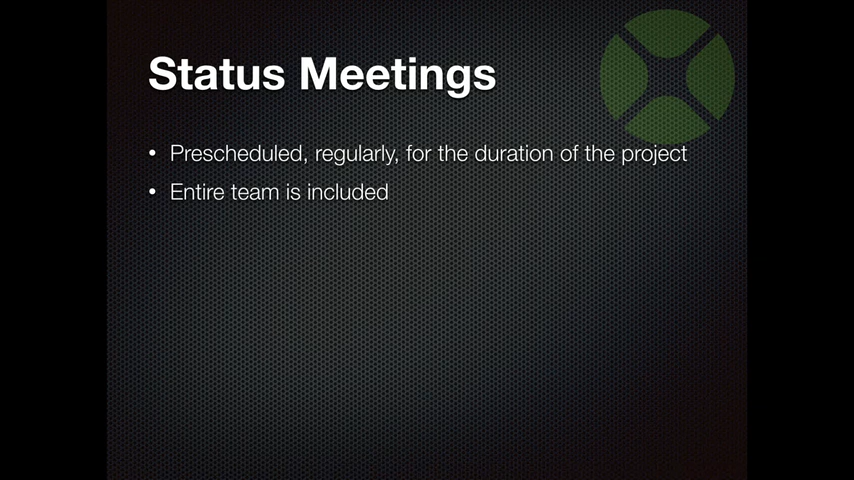 Status Meetings
• Prescheduled, regularly, for the duration of the project
• Entire team is included